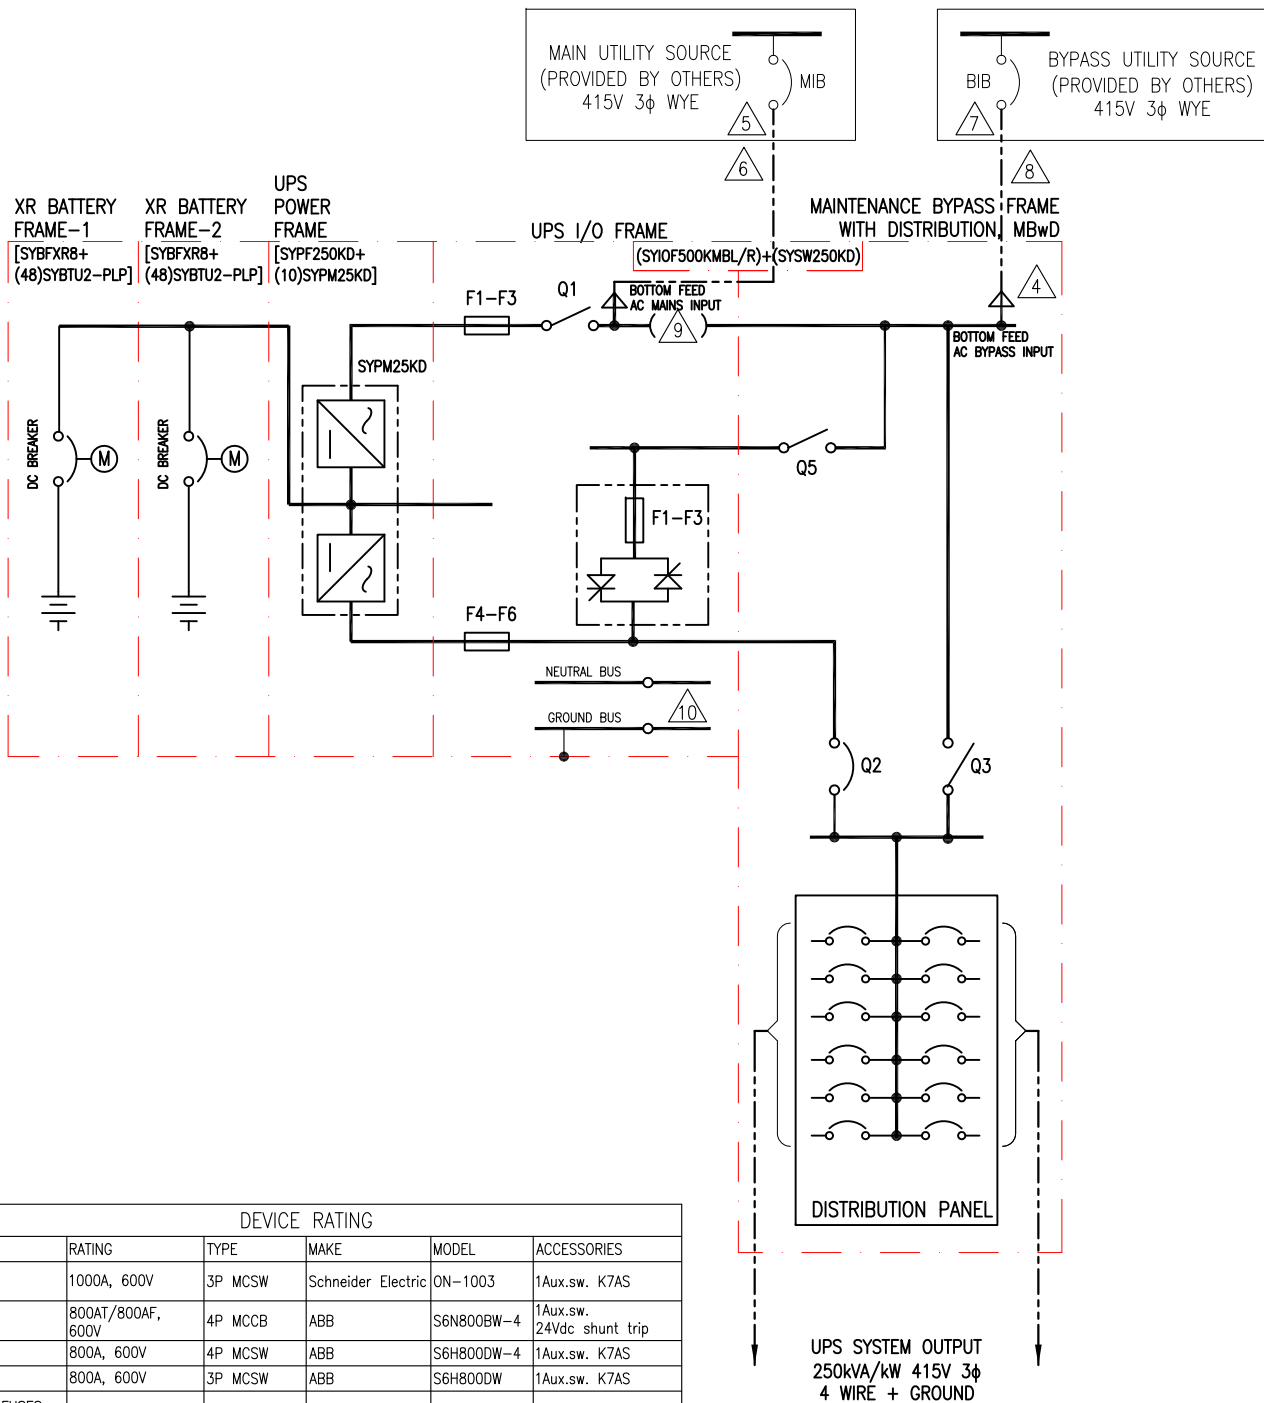 MAIN UTILITY SOURCE
(PROVIDED BY OTHERS)
415V 3ϕ WYE
MIB
5
6
BIB
BYPASS UTILITY SOURCE
(PROVIDED BY OTHERS)
415V 3ϕ WYE
7
8
XR BATTERY
FRAME-1
[SYBFXR8+
(48)SYBTU2-PLP]
XR BATTERY
FRAME-2
[SYBFXR8+
(48)SYBTU2-PLP]
UPS
POWER
FRAME
[SYPF250KD+
(10)SYPM25KD]
UPS I/O FRAME
(SYIOF500KMBL/R)+(SYSW250KD)
MAINTENANCE BYPASS FRAME
WITH DISTRIBUTION, MBwD
F1-F3
Q1
BOTTOM FEED
AC MAINS INPUT
9
4
BOTTOM FEED
AC BYPASS INPUT
SYPM25KD
DC BREAKER
M
DC BREAKER
M
Q5
F1-F3
F4-F6
NEUTRAL BUS
GROUND BUS
10
Q2
Q3
DISTRIBUTION PANEL
DEVICE RATING
RATING TYPE MAKE MODEL ACCESSORIES
1000A, 600V 3P MCSW Schneider Electric ON-1003 1Aux.sw. K7AS
800AT/800AF, 600V 4P MCCB ABB S6N800BW-4 1Aux.sw. 24Vdc shunt trip
800A, 600V 4P MCSW ABB S6H800DW-4 1Aux.sw. K7AS
800A, 600V 3P MCSW ABB S6H800DW 1Aux.sw. K7AS
UPS SYSTEM OUTPUT
250kVA/kW 415V 3ϕ
4 WIRE + GROUND